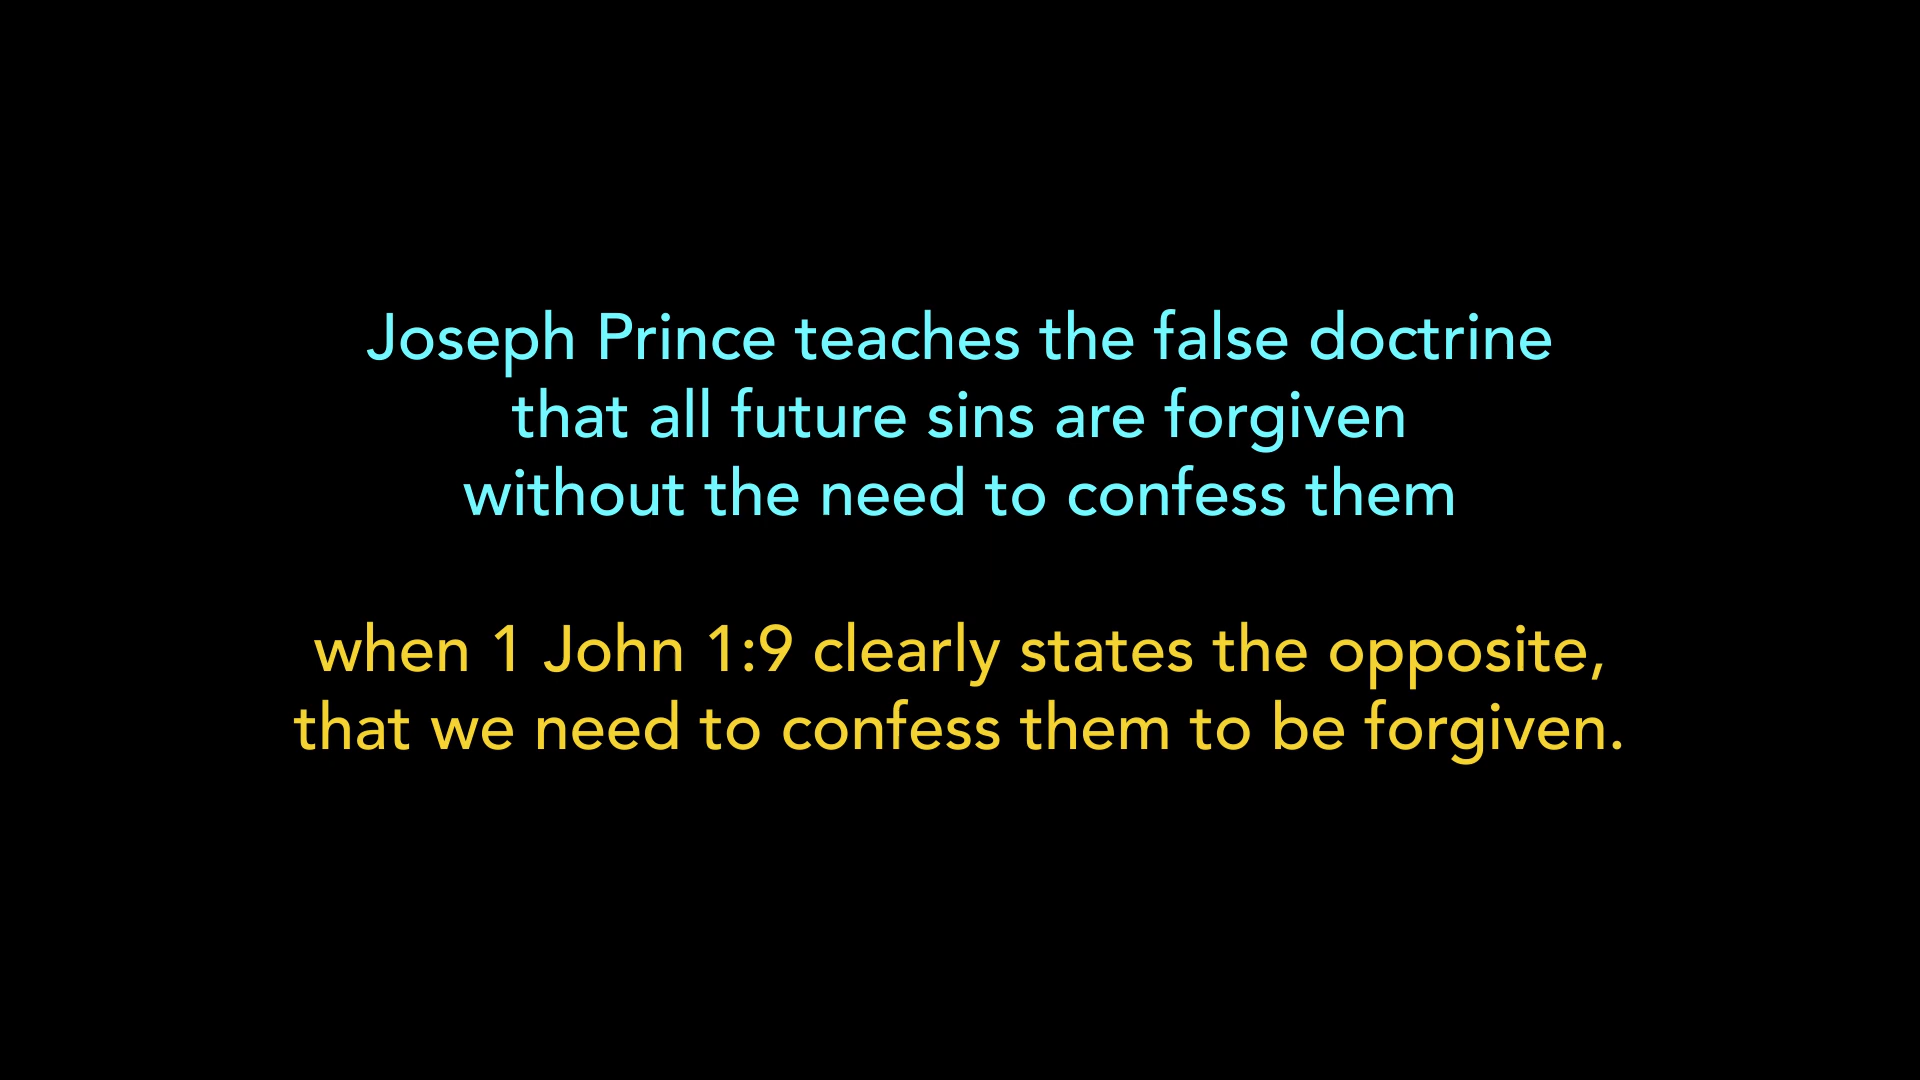 Joseph Prince teaches the false doctrine
that all future sins are forgiven
without the need to confess them
when 1 John 1:9 clearly states the opposite,
that we need to confess them to be forgiven.